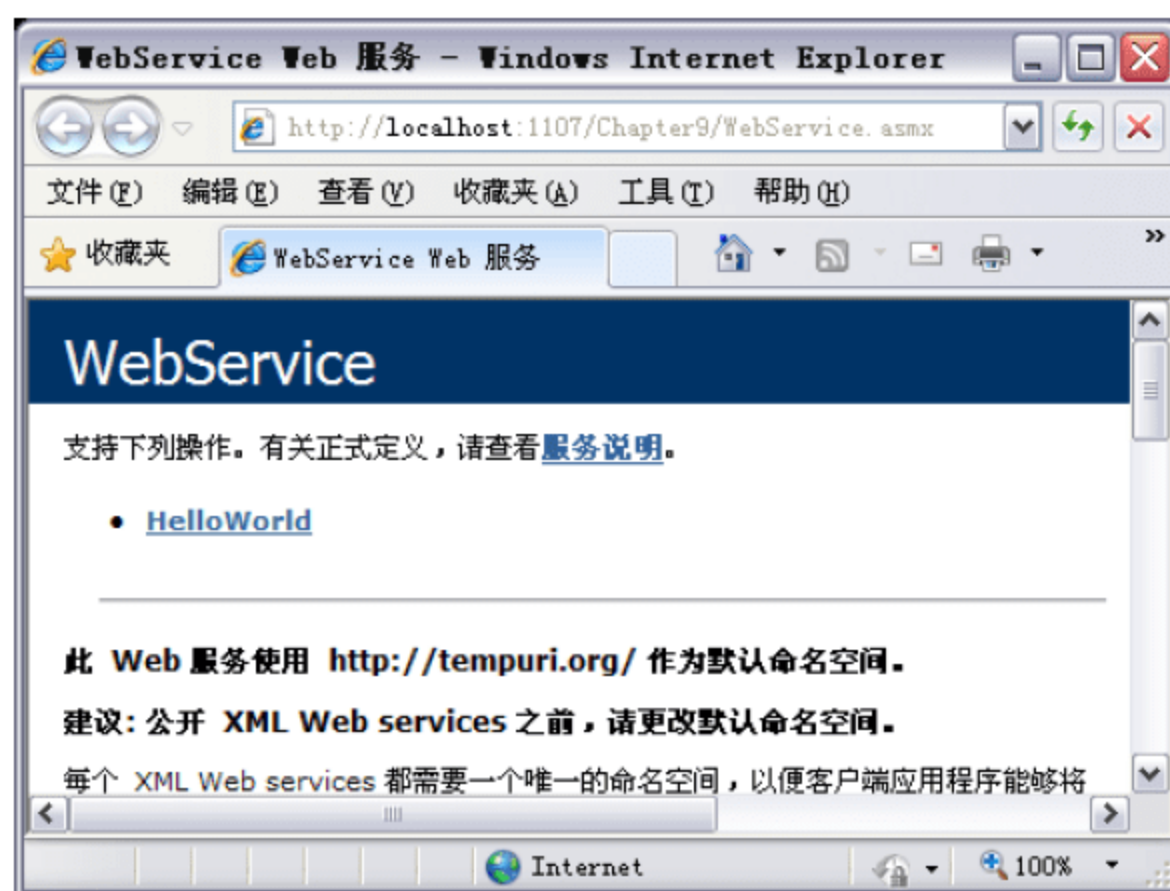 WebService Web 服务 - Windows Internet Explorer
http://localhost:1107/Chapter9/WebService.asmx
文件(F) 编辑(E) 查看(V) 收藏夹(A) 工具(T) 帮助(H)
收藏夹 WebService Web 服务 »
WebService
支持下列操作。有关正式定义，请查看服务说明。
• HelloWorld
此 Web 服务使用 http://tempuri.org/ 作为默认命名空间。
建议: 公开 XML Web services 之前，请更改默认命名空间。
每个 XML Web services 都需要一个唯一的命名空间，以便客户端应用程序能够将
Internet 100%